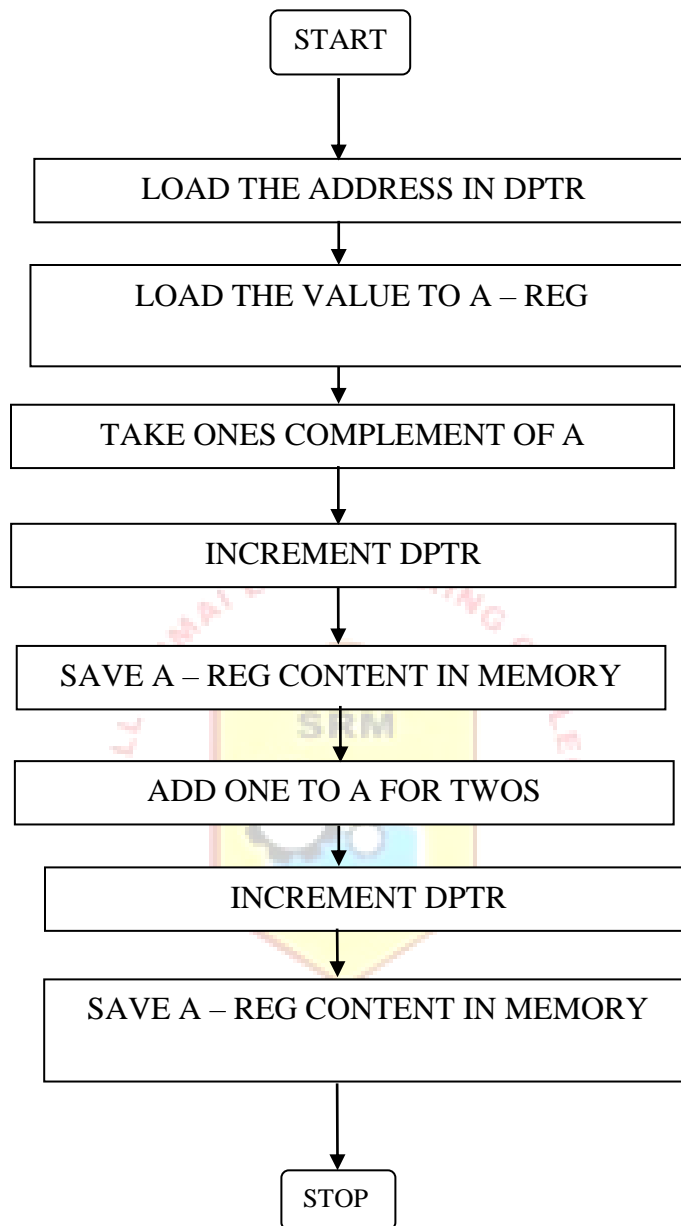 START
LOAD THE ADDRESS IN DPTR
LOAD THE VALUE TO A – REG
TAKE ONES COMPLEMENT OF A
INCREMENT DPTR
SAVE A – REG CONTENT IN MEMORY
SRM
ADD ONE TO A FOR TWOS
INCREMENT DPTR
SAVE A – REG CONTENT IN MEMORY
STOP